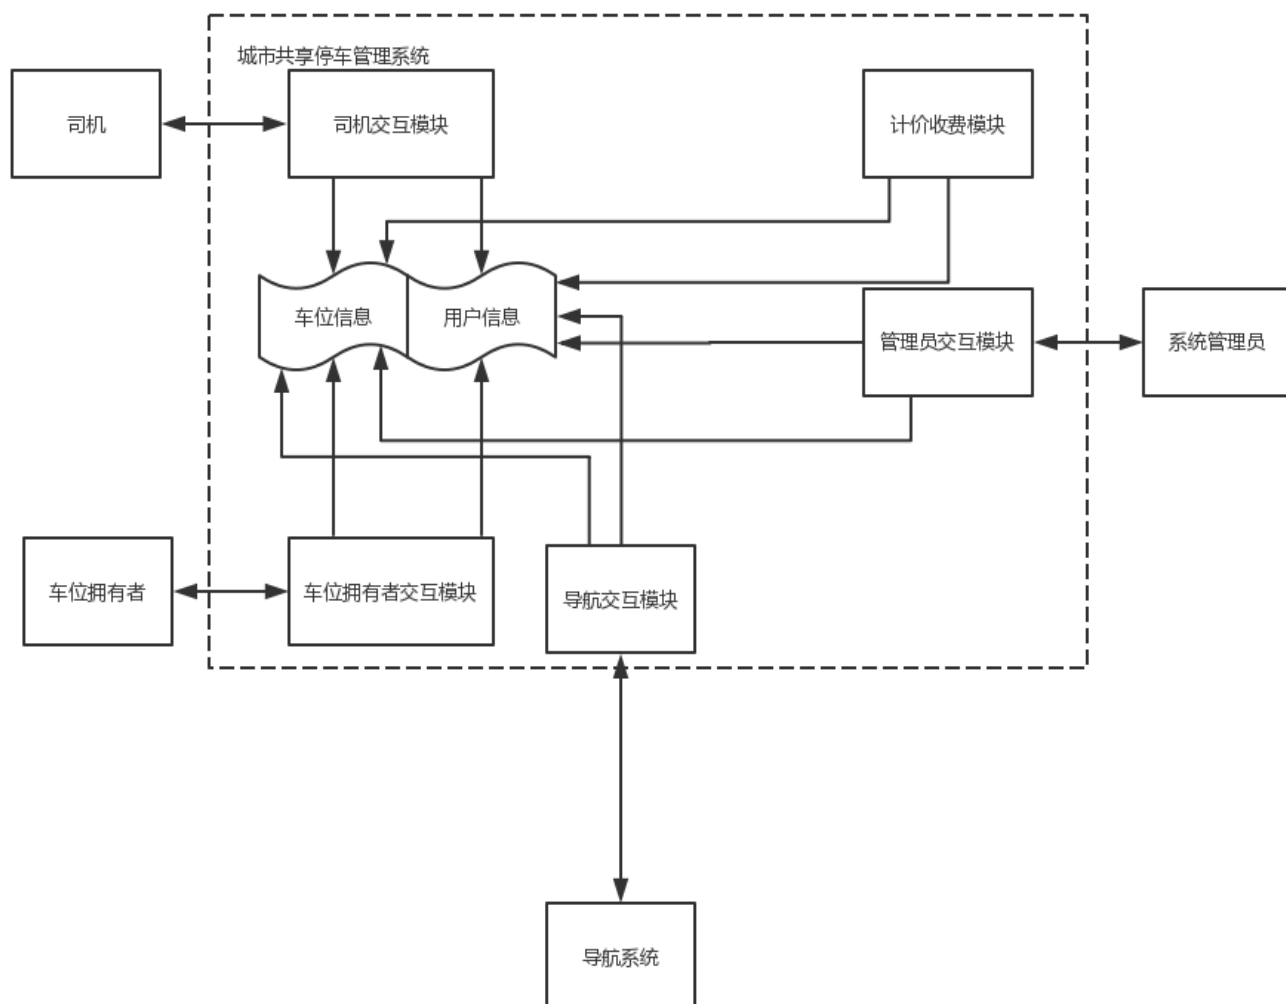 城市共享停车管理系统
司机
司机交互模块
计价收费模块
车位信息
用户信息
管理员交互模块
系统管理员
车位拥有者
车位拥有者交互模块
导航交互模块
导航系统